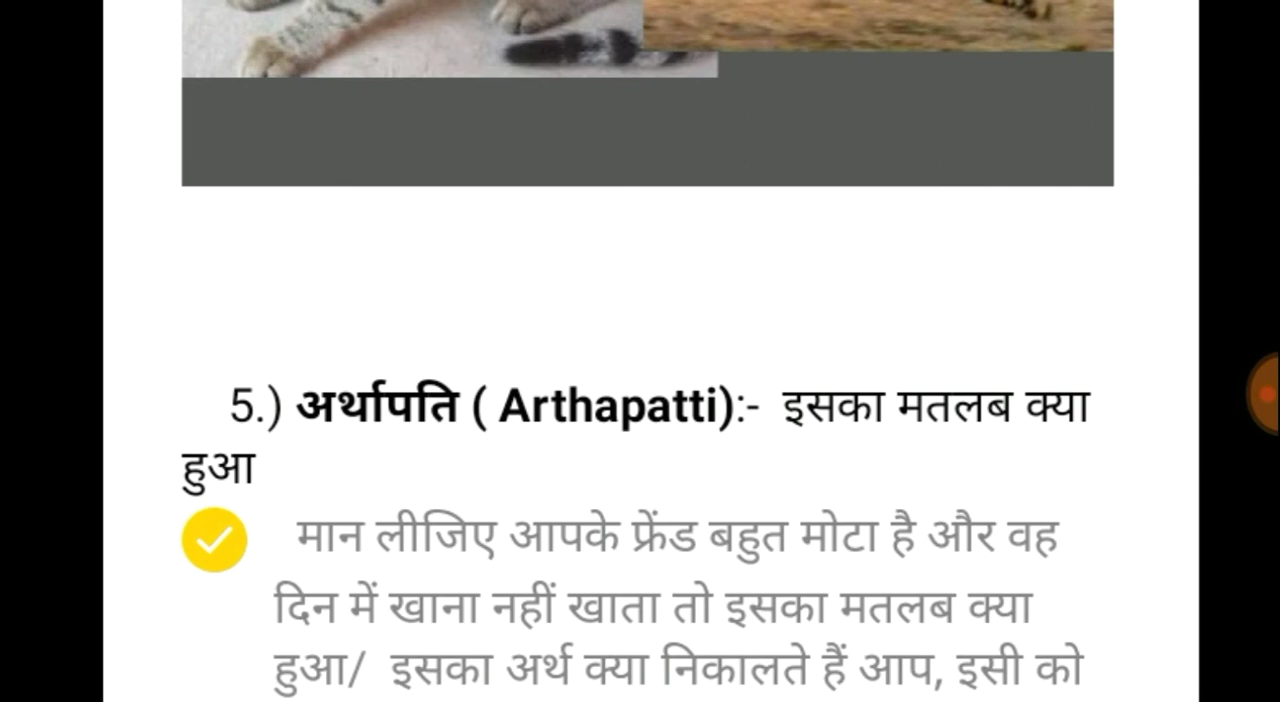 5.) अर्थापति ( Arthapatti):- इसका मतलब क्या
हुआ
मान लीजिए आपके फ्रेंड बहुत मोटा है और वह
दिन में खाना नहीं खाता तो इसका मतलब क्या
हुआ/ इसका अर्थ क्या निकालते हैं आप, इसी को